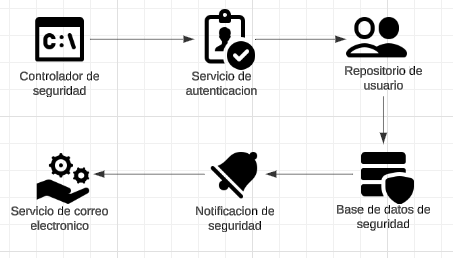 C:\
Controlador de
seguridad
Servicio de
autenticacion
Repositorio de
usuario
Servicio de correo
electronico
Notificacion de
seguridad
Base de datos de
seguridad